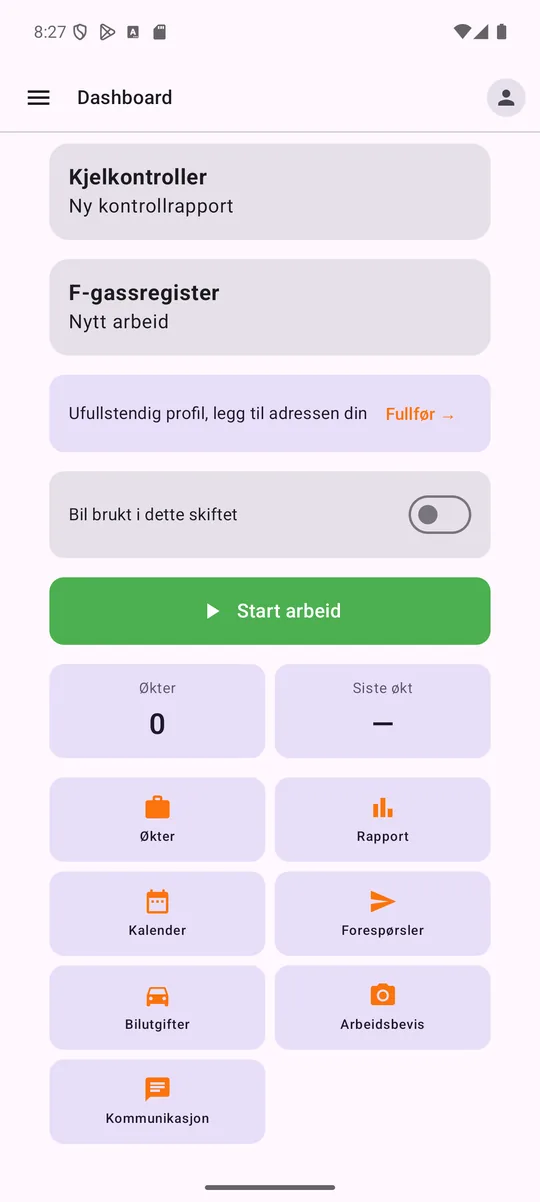 8:27
Dashboard
Kjelkontroller
Ny kontrollrapport
F-gassregister
Nytt arbeid
Ufullstendig profil, legg til adressen din
Fullfør →
Bil brukt i dette skiftet
Start arbeid
Økter
0
Siste økt
—
Økter
Rapport
Kalender
Forespørsler
Bilutgifter
Arbeidsbevis
Kommunikasjon